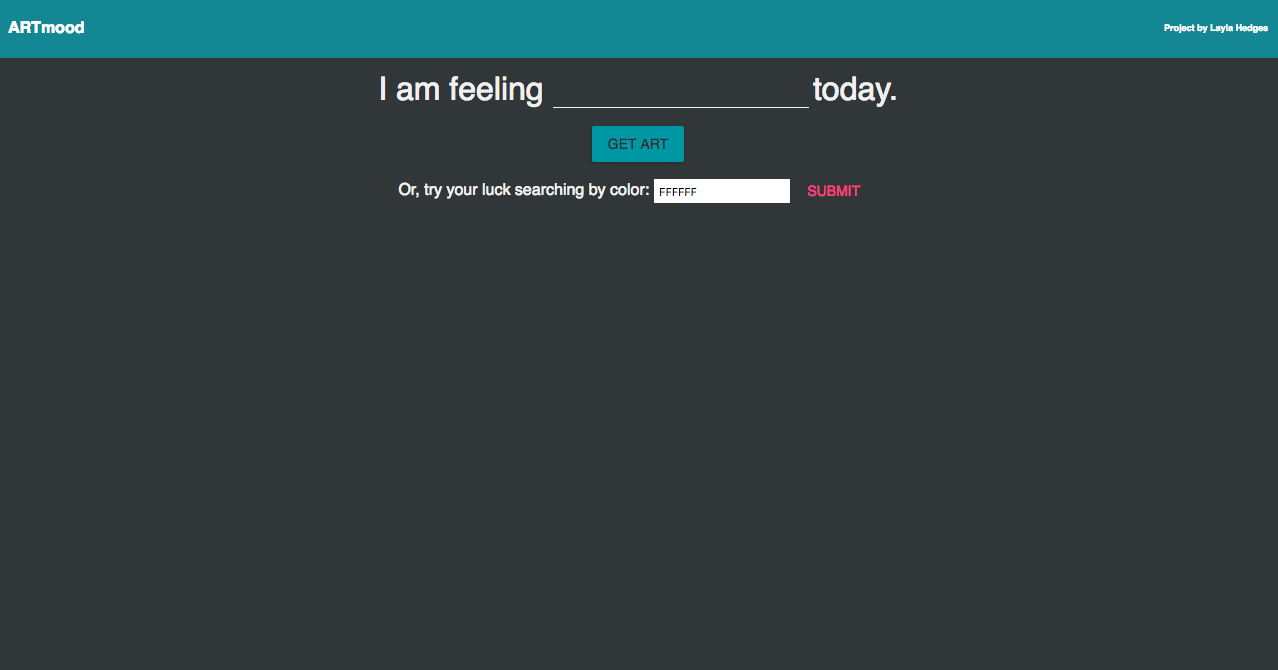 ARTmood
Project by Layla Hedges
I am feeling today.
GET ART
Or, try your luck searching by color: FFFFFF SUBMIT